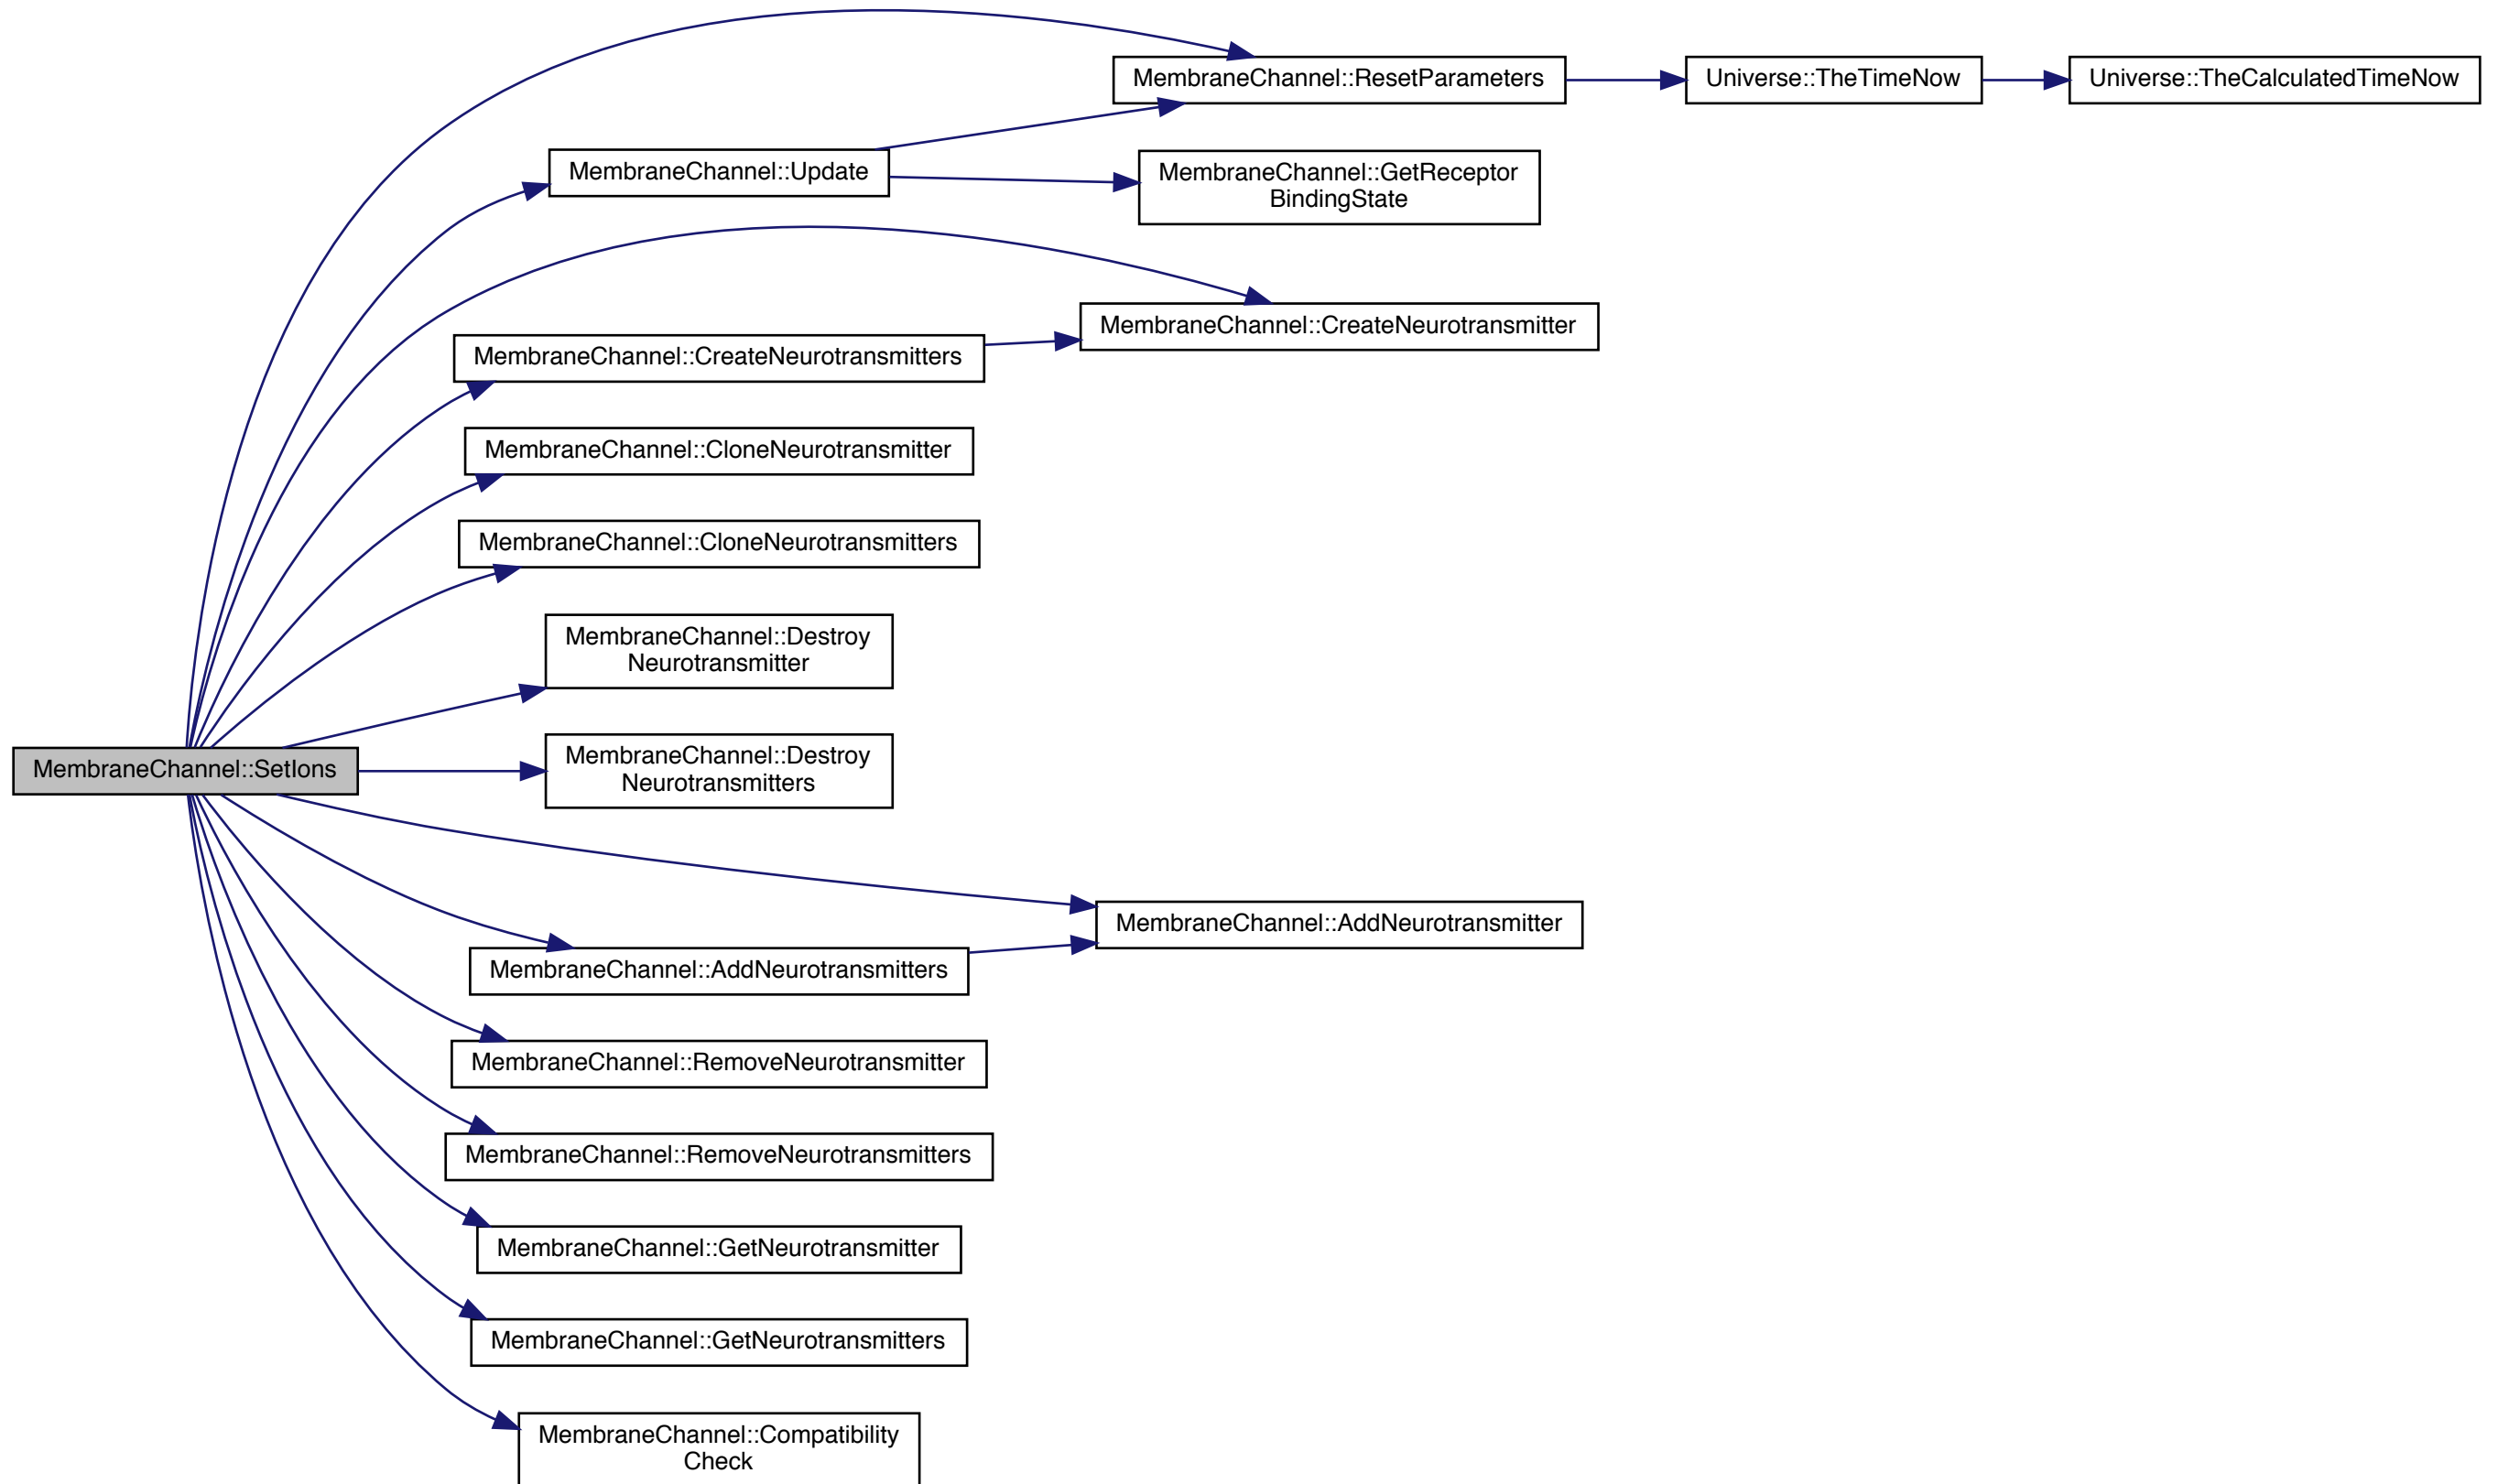 MembraneChannel::ResetParameters
Universe::TheTimeNow
Universe::TheCalculatedTimeNow
MembraneChannel::Update
MembraneChannel::GetReceptor
BindingState
MembraneChannel::CreateNeurotransmitter
MembraneChannel::CreateNeurotransmitters
MembraneChannel::CloneNeurotransmitter
MembraneChannel::CloneNeurotransmitters
MembraneChannel::Destroy
Neurotransmitter
MembraneChannel::SetIons
MembraneChannel::Destroy
Neurotransmitters
MembraneChannel::AddNeurotransmitter
MembraneChannel::AddNeurotransmitters
MembraneChannel::RemoveNeurotransmitter
MembraneChannel::RemoveNeurotransmitters
MembraneChannel::GetNeurotransmitter
MembraneChannel::GetNeurotransmitters
MembraneChannel::Compatibility
Check